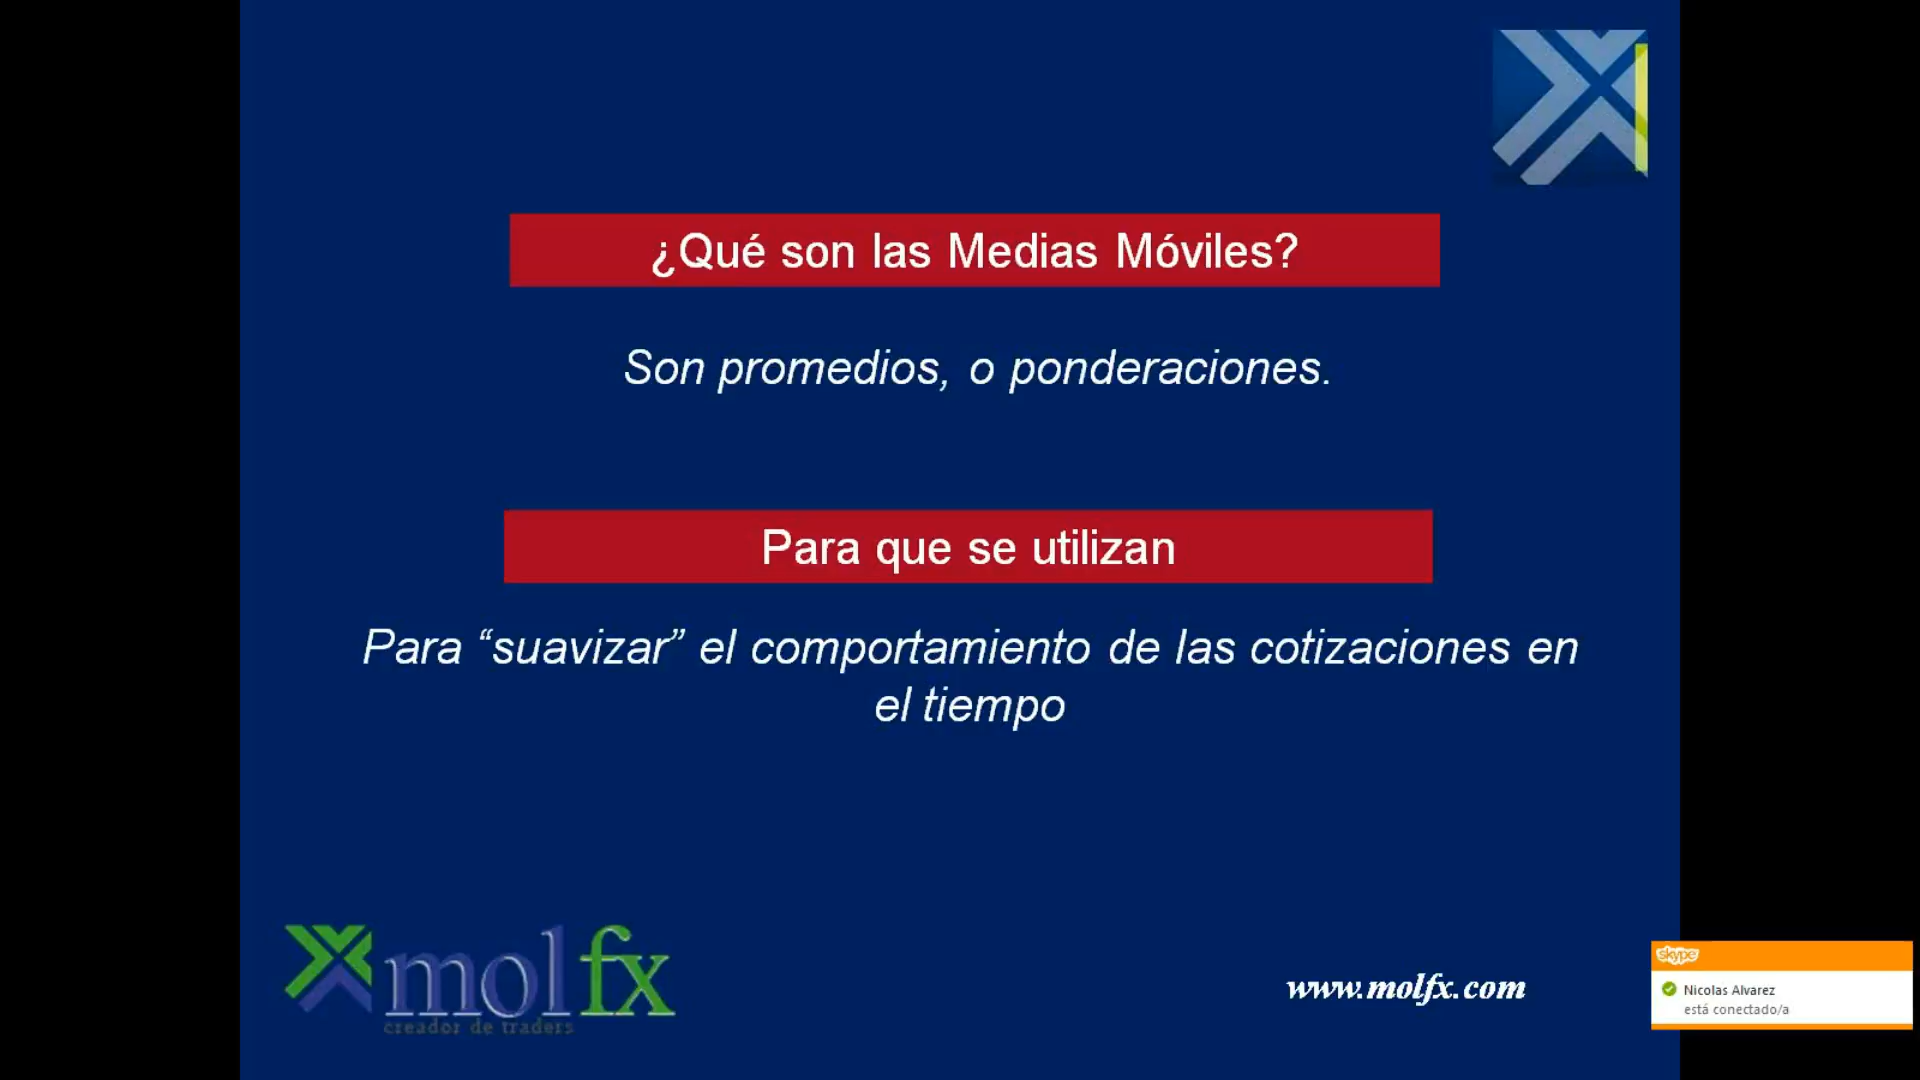 ¿Qué son las Medias Móviles?
Son promedios, o ponderaciones.
Para que se utilizan
Para “suavizar” el comportamiento de las cotizaciones en
el tiempo
molfx
creador de traders
www.molfx.com
skype
Nicolas Alvarez
está conectado/a